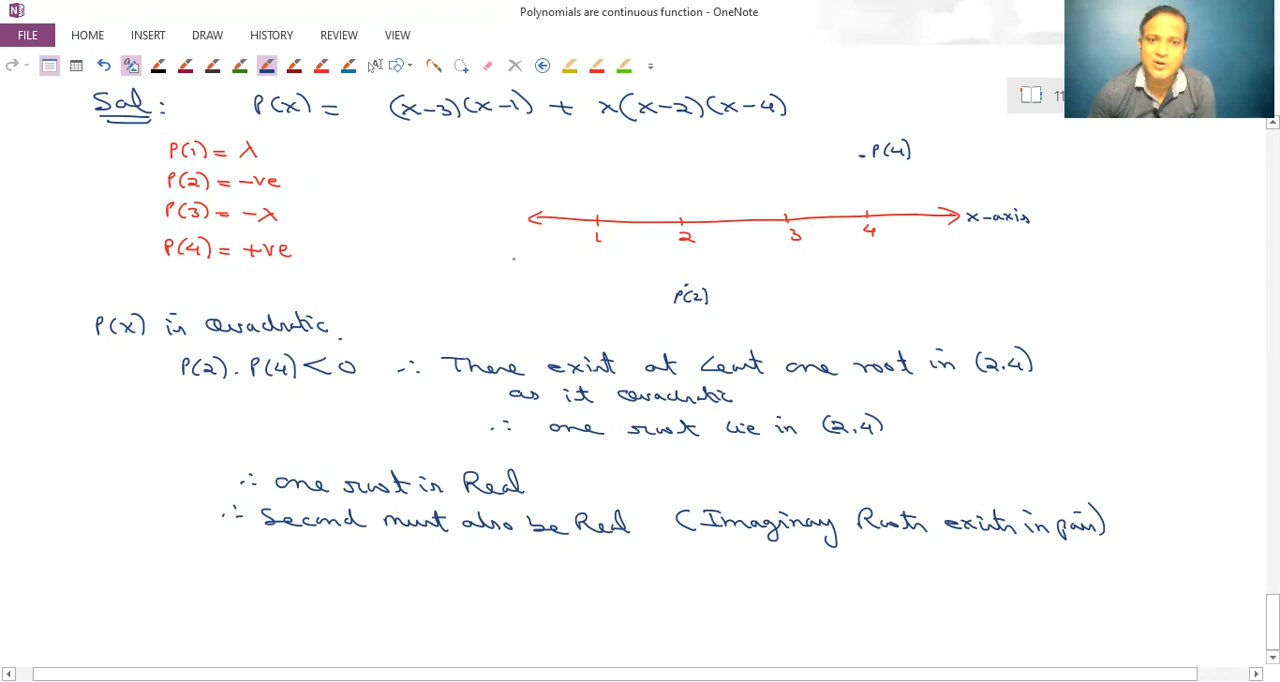 Polynomials are continuous function - OneNote
FILE HOME INSERT DRAW HISTORY REVIEW VIEW
11
Sol: P(x) = (x-3)(x-1) + x(x-2)(x-4)
P(1) = λ
P(2) = -ve
P(3) = -λ
P(4) = +ve
P(4)
x-axis
1 2 3 4
P(2)
P(x) is Quadratic.
P(2). P(4) < 0 ∴ There exist at Least one root in (2.4)
as it Quadratic
∴ one root lie in (2.4)
∴ one root is Real
∴ Second must also be Real (Imaginay Roots exists in pair)